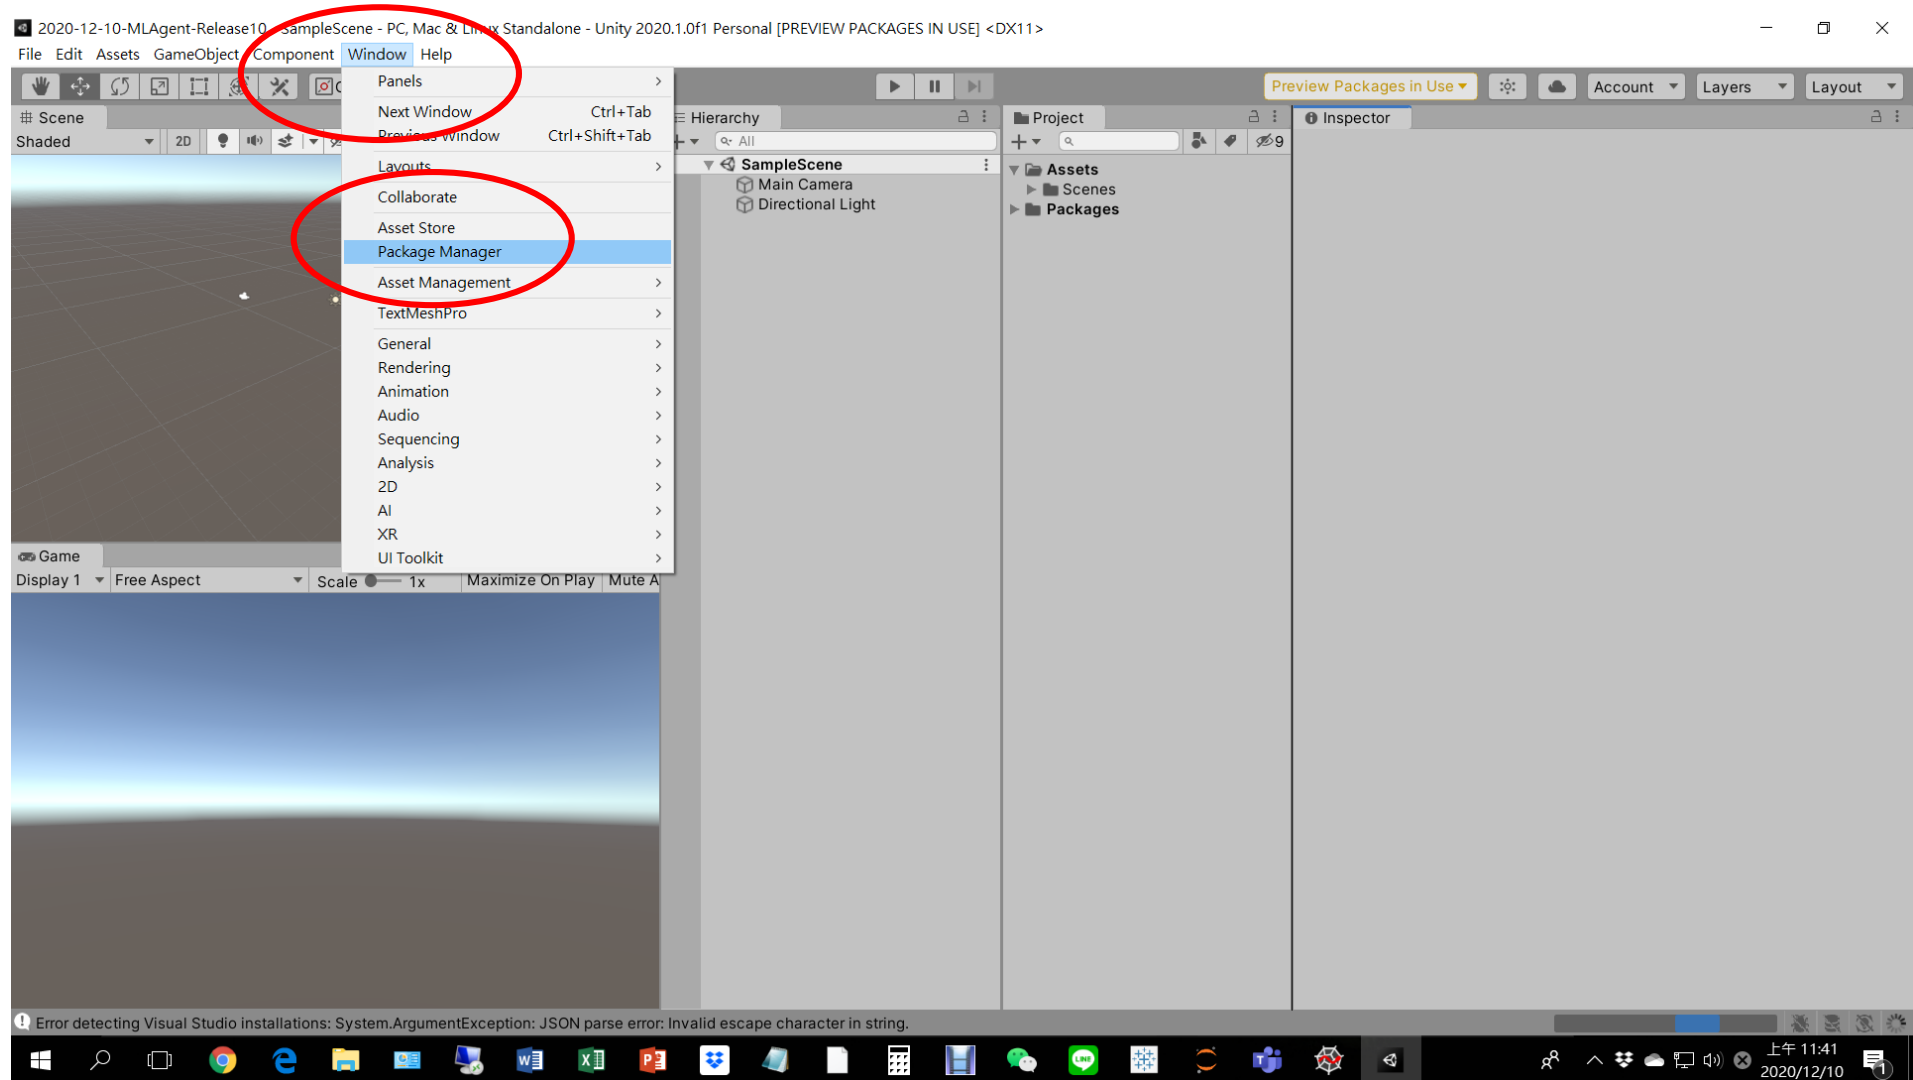 2020-12-10-MLAgent-Release10 - SampleScene - PC, Mac & Linux Standalone - Unity 2020.1.0f1 Personal [PREVIEW PACKAGES IN USE] <DX11>
File Edit Assets GameObject Component Window Help
Preview Packages in Use Account Layers Layout
Panels
Next Window Ctrl+Tab
Previous Window Ctrl+Shift+Tab
Layouts
Collaborate
Asset Store
Package Manager
Asset Management
TextMeshPro
General
Rendering
Animation
Audio
Sequencing
Analysis
2D
AI
XR
UI Toolkit
Scene
Shaded 2D
Hierarchy
All
SampleScene
Main Camera
Directional Light
Project
9
Assets
Scenes
Packages
Inspector
Game
Display 1 Free Aspect Scale 1x Maximize On Play Mute A
Error detecting Visual Studio installations: System.ArgumentException: JSON parse error: Invalid escape character in string.
上午 11:41
2020/12/10
1